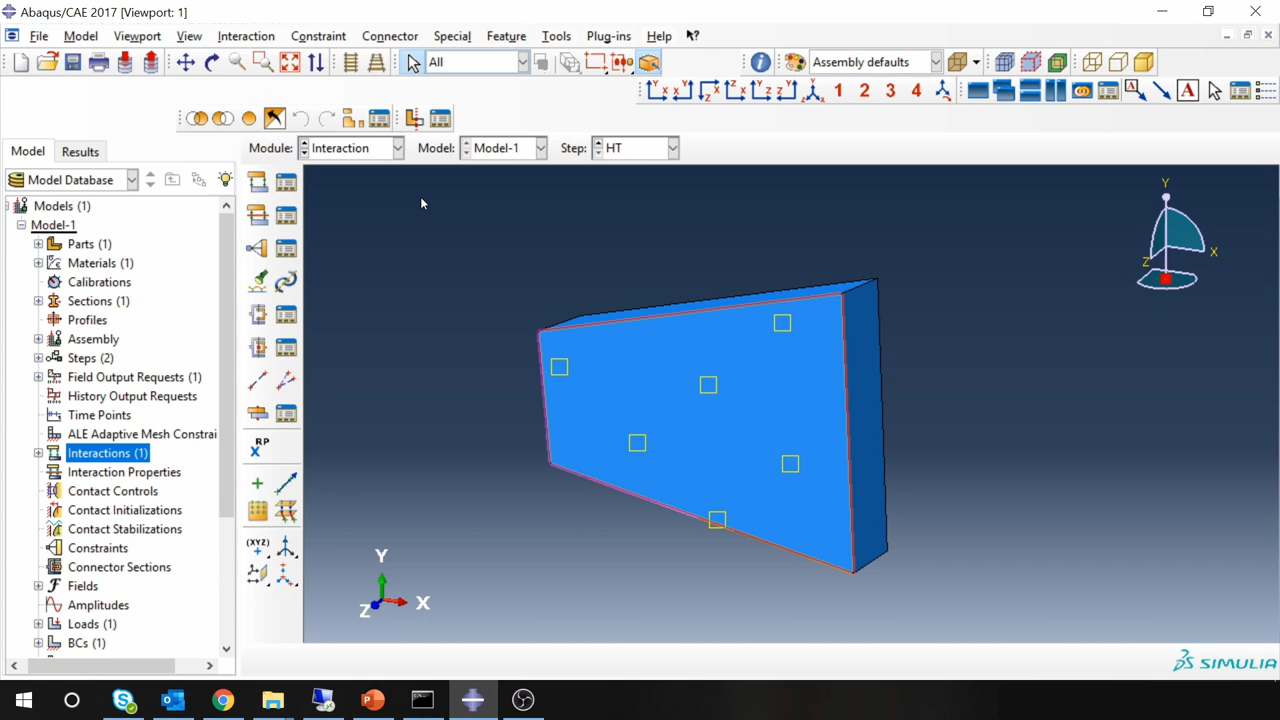 Abaqus/CAE 2017 [Viewport: 1]
File Model Viewport View Interaction Constraint Connector Special Feature Tools Plug-ins Help
All
Assembly defaults
1 2 3 4
A
Model Results
Module: Interaction Model: Model-1 Step: HT
Model Database
Models (1)
Model-1
Parts (1)
Materials (1)
Calibrations
Sections (1)
Profiles
Assembly
Steps (2)
Field Output Requests (1)
History Output Requests
Time Points
ALE Adaptive Mesh Constrai
Interactions (1)
Interaction Properties
Contact Controls
Contact Initializations
Contact Stabilizations
Constraints
Connector Sections
Fields
Amplitudes
Loads (1)
BCs (1)
RP
(XYZ)
Y
X
Z
Y
X
Z
SIMULIA